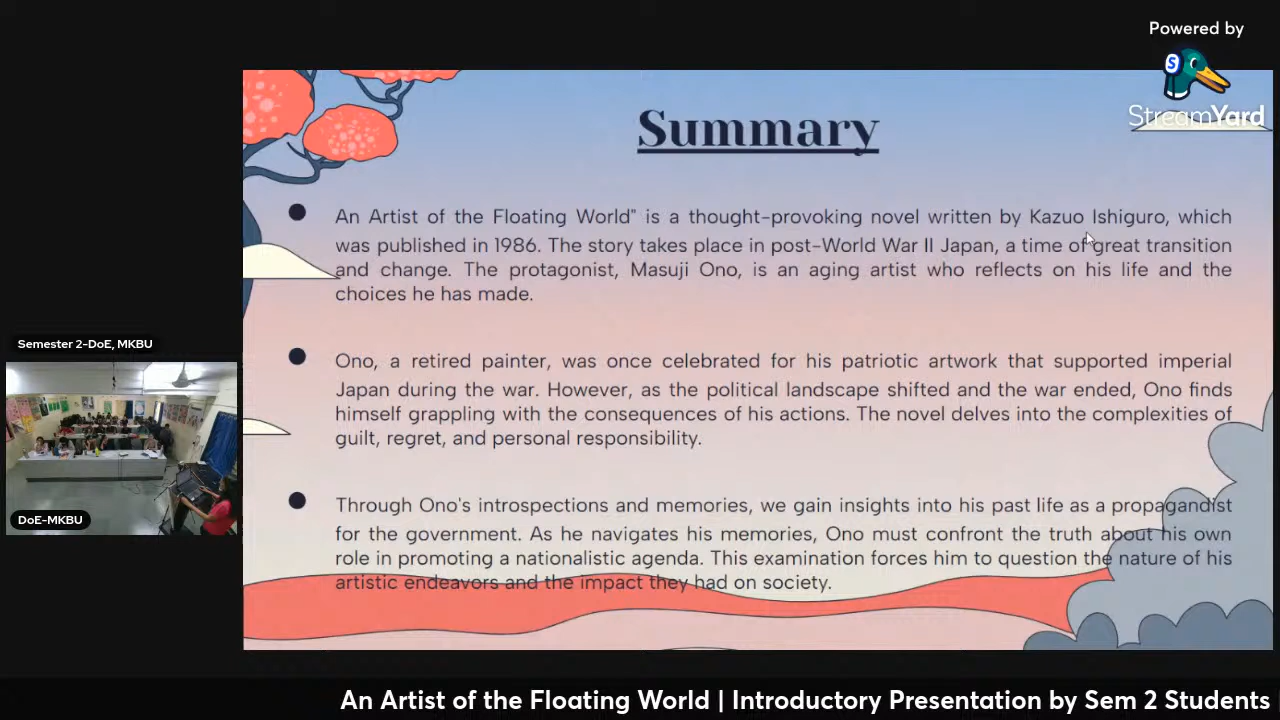 Powered by
S
StreamYard
Summary
An Artist of the Floating World" is a thought-provoking novel written by Kazuo Ishiguro, which
was published in 1986. The story takes place in post-World War II Japan, a time of great transition
and change. The protagonist, Masuji Ono, is an aging artist who reflects on his life and the
choices he has made.
Ono, a retired painter, was once celebrated for his patriotic artwork that supported imperial
Japan during the war. However, as the political landscape shifted and the war ended, Ono finds
himself grappling with the consequences of his actions. The novel delves into the complexities of
guilt, regret, and personal responsibility.
Through Ono's introspections and memories, we gain insights into his past life as a propagandist
for the government. As he navigates his memories, Ono must confront the truth about his own
role in promoting a nationalistic agenda. This examination forces him to question the nature of his
artistic endeavors and the impact they had on society.
Semester 2-DoE, MKBU
DoE-MKBU
An Artist of the Floating World | Introductory Presentation by Sem 2 Students